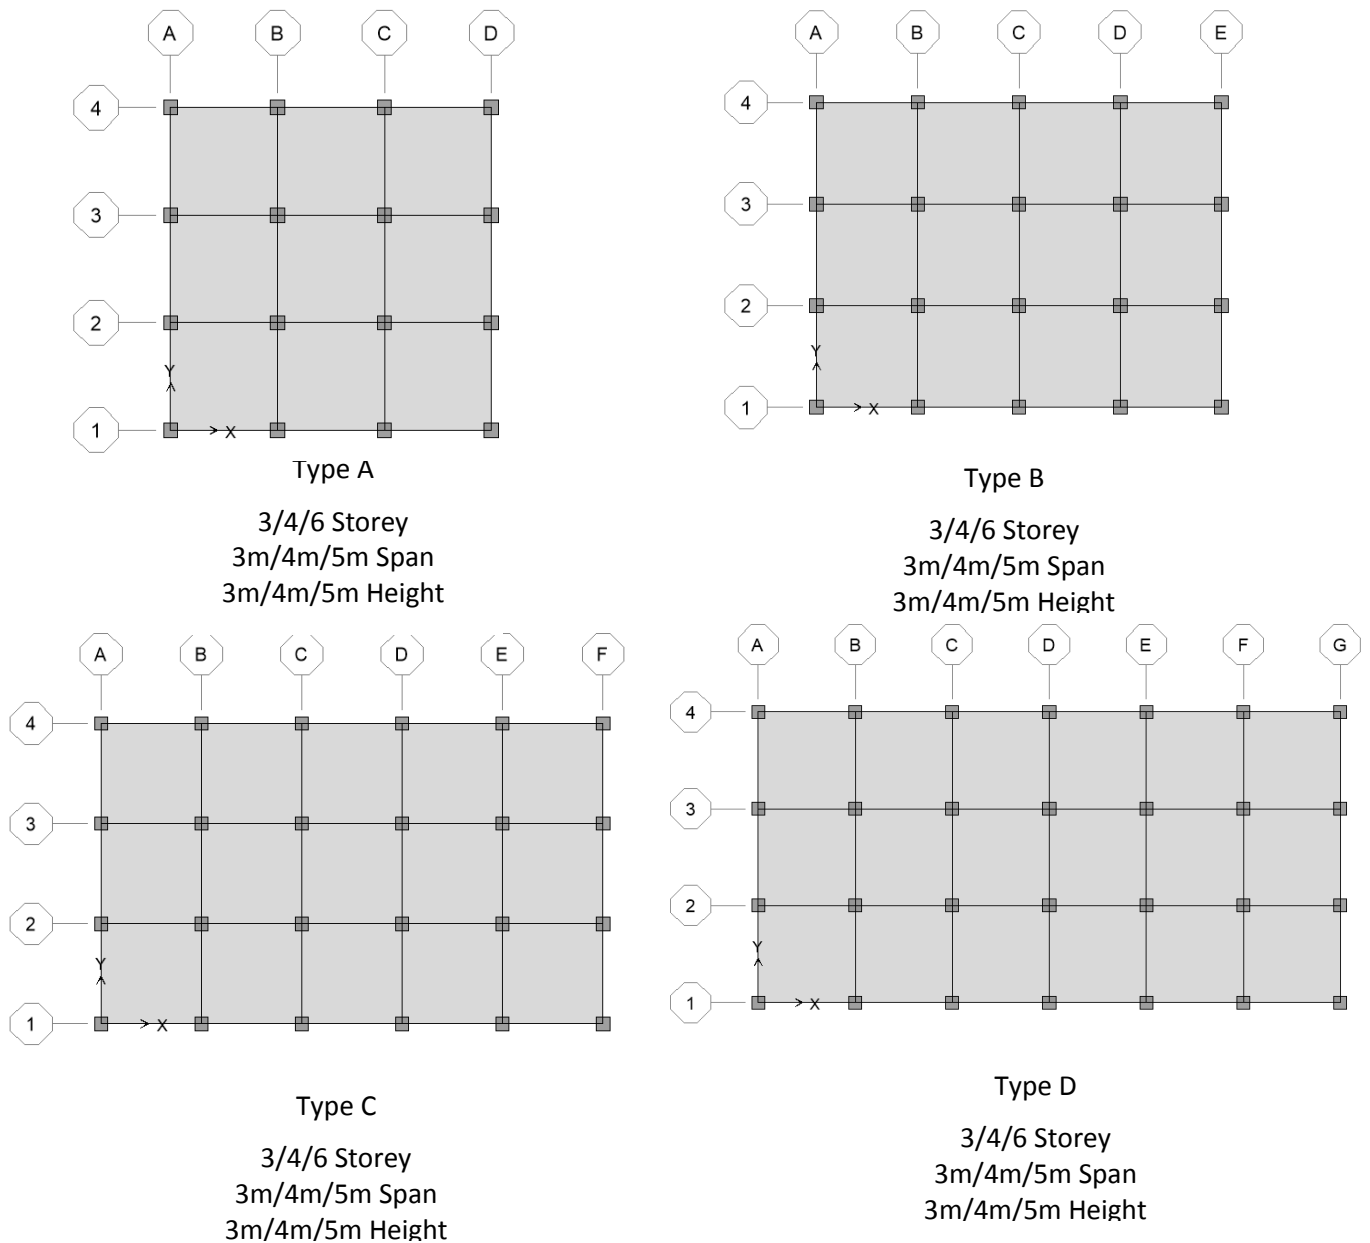 A B C D
4
3
2
Y
1
X
Type A
3/4/6 Storey
3m/4m/5m Span
3m/4m/5m Height
A B C D E
4
3
2
Y
1
X
Type B
3/4/6 Storey
3m/4m/5m Span
3m/4m/5m Height
A B C D E F
4
3
2
Y
1
X
Type C
3/4/6 Storey
3m/4m/5m Span
3m/4m/5m Height
A B C D E F G
4
3
2
Y
1
X
Type D
3/4/6 Storey
3m/4m/5m Span
3m/4m/5m Height